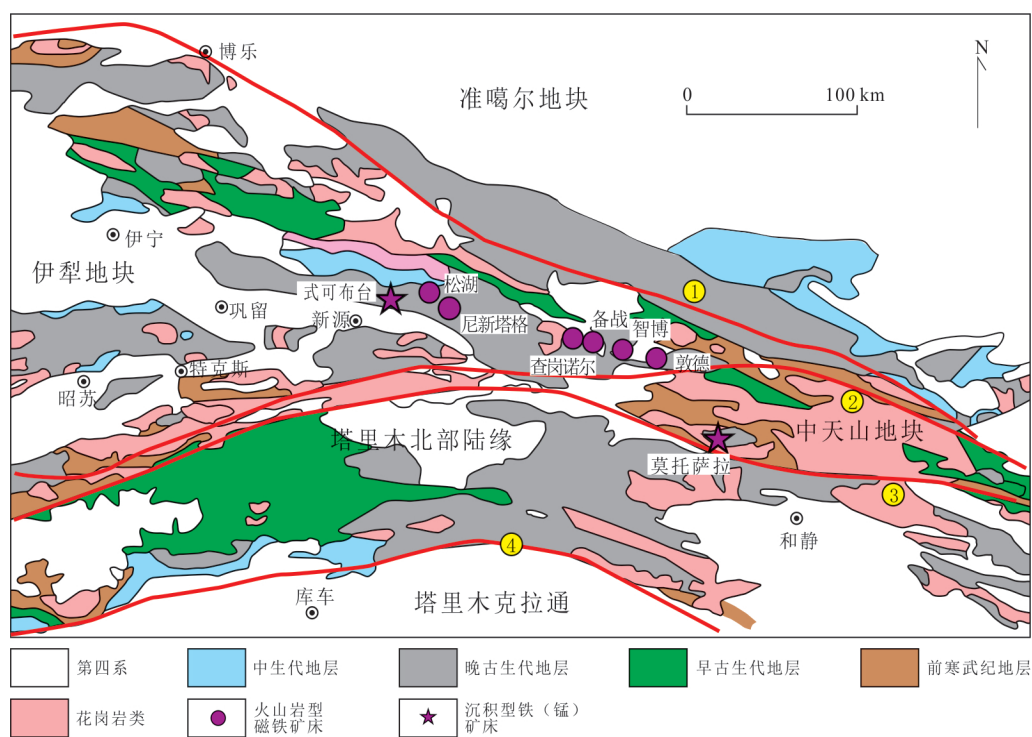 博乐
N
准噶尔地块
0
100 km
伊宁
伊犁地块
松湖
①
式可布台
巩留
新源
尼新塔格
备战
智博
查岗诺尔
敦德
特克斯
昭苏
②
塔里木北部陆缘
中天山地块
莫托萨拉
③
和静
④
库车
塔里木克拉通
第四系
中生代地层
晚古生代地层
早古生代地层
前寒武纪地层
花岗岩类
火山岩型
磁铁矿床
沉积型铁（锰）
矿床